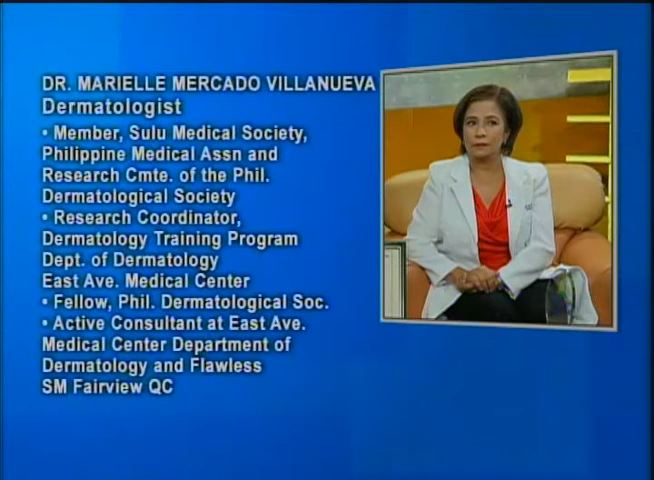 DR. MARIELLE MERCADO VILLANUEVA
Dermatologist
• Member, Sulu Medical Society,
Philippine Medical Assn and
Research Cmte. of the Phil.
Dermatological Society
• Research Coordinator,
Dermatology Training Program
Dept. of Dermatology
East Ave. Medical Center
• Fellow, Phil. Dermatological Soc.
• Active Consultant at East Ave.
Medical Center Department of
Dermatology and Flawless
SM Fairview QC